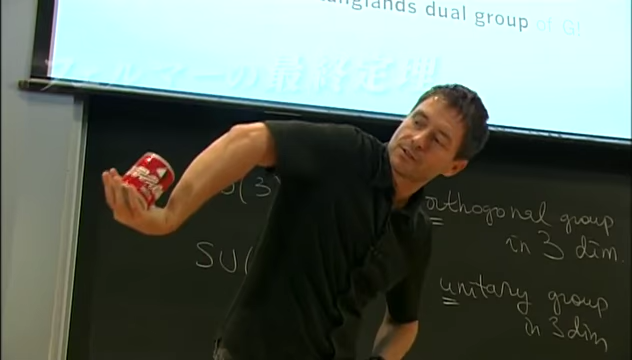 Langlands dual group of G!
フェルマーの最終定理
(3)
orthogonal group
in 3 dim.
SU(
unitary group
in 3 dim